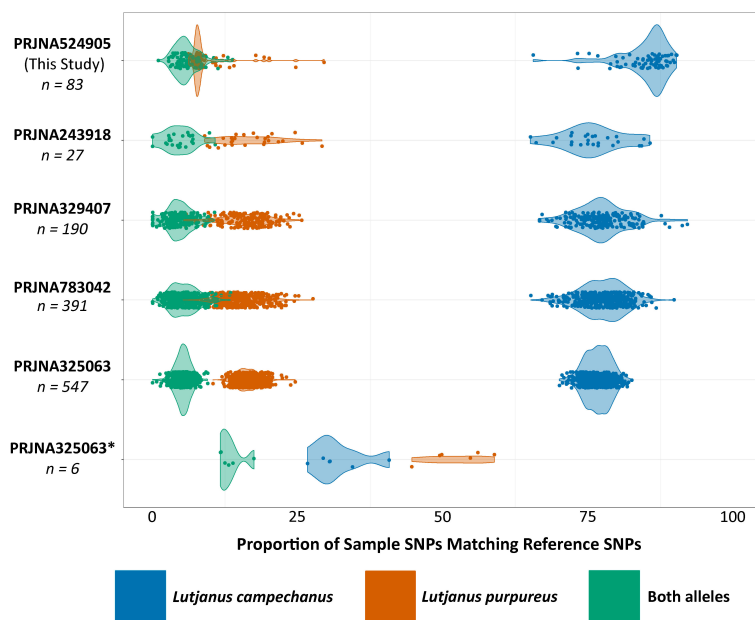 PRJNA524905
(This Study)
n = 83
PRJNA243918
n = 27
PRJNA329407
n = 190
PRJNA783042
n = 391
PRJNA325063
n = 547
PRJNA325063*
n = 6
0 25 50 75 100
Proportion of Sample SNPs Matching Reference SNPs
Lutjanus campechanus Lutjanus purpureus Both alleles